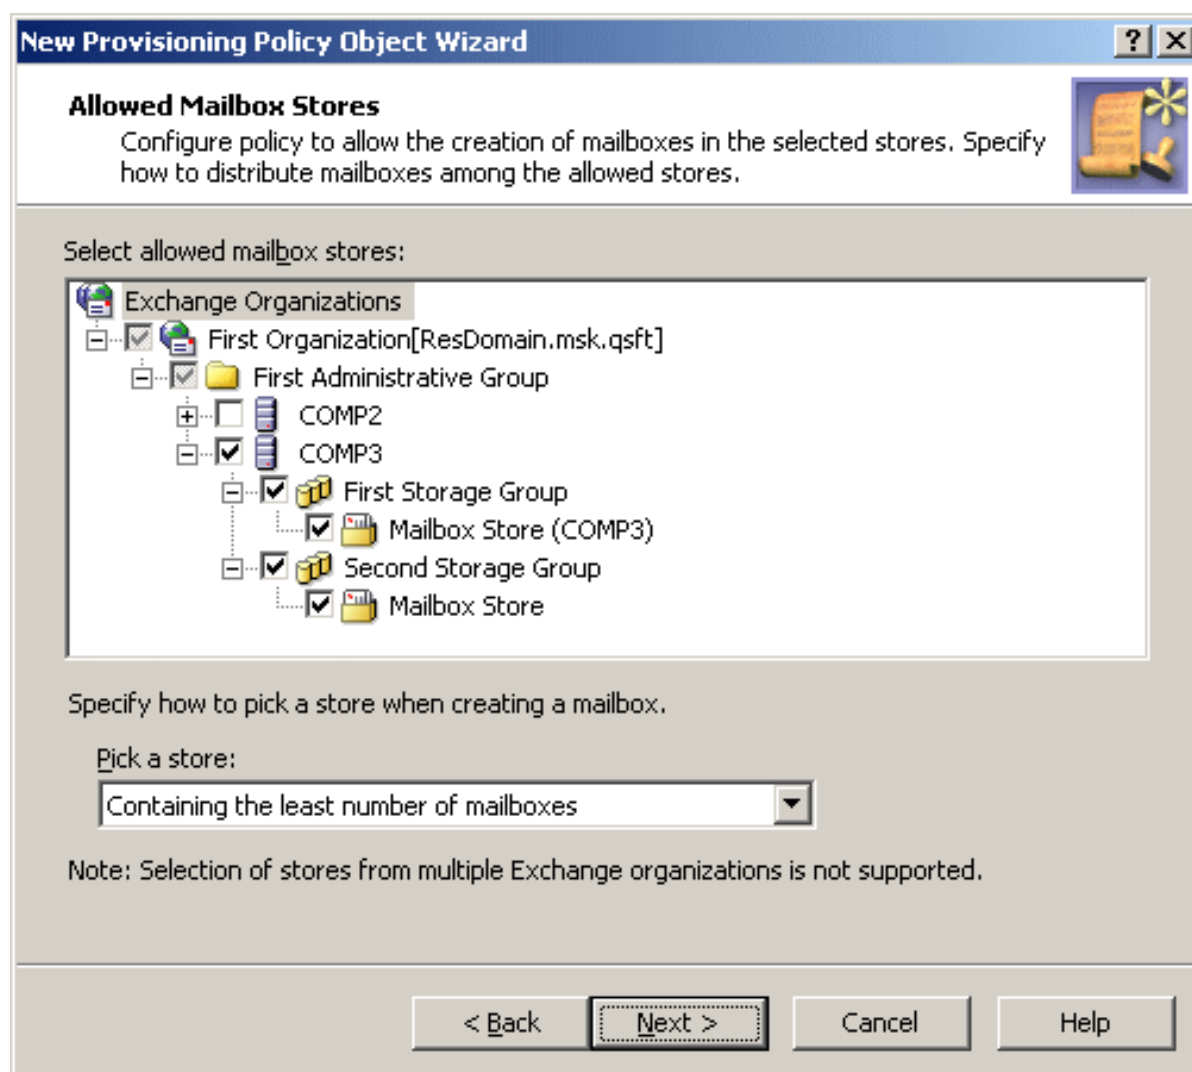 New Provisioning Policy Object Wizard
Allowed Mailbox Stores
Configure policy to allow the creation of mailboxes in the selected stores. Specify
how to distribute mailboxes among the allowed stores.
Select allowed mailbox stores:
Exchange Organizations
First Organization[ResDomain.msk.qsft]
First Administrative Group
COMP2
COMP3
First Storage Group
Mailbox Store (COMP3)
Second Storage Group
Mailbox Store
Specify how to pick a store when creating a mailbox.
Pick a store:
Containing the least number of mailboxes
Note: Selection of stores from multiple Exchange organizations is not supported.
< Back Next > Cancel Help